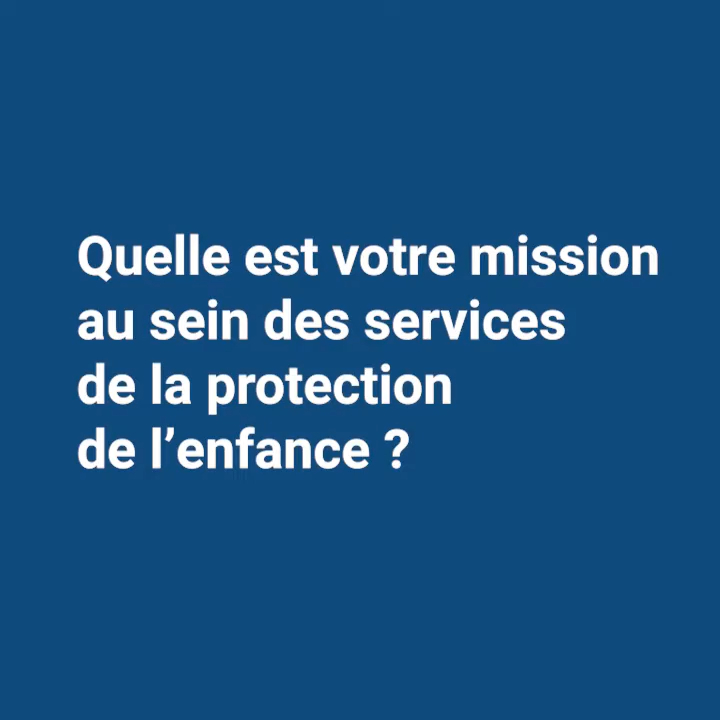 Quelle est votre mission
au sein des services
de la protection
de l’enfance ?